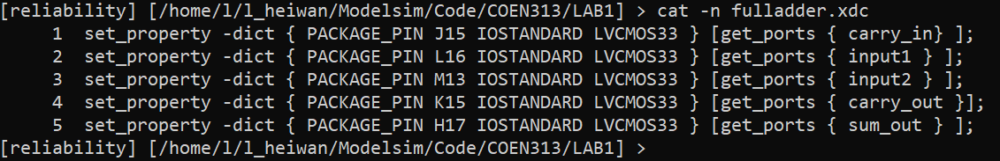 [reliability] [/home/l/l_heiwan/Modelsim/Code/COEN313/LAB1] > cat -n fulladder.xdc
     1  set_property -dict { PACKAGE_PIN J15 IOSTANDARD LVCMOS33 } [get_ports { carry_in} ];
     2  set_property -dict { PACKAGE_PIN L16 IOSTANDARD LVCMOS33 } [get_ports { input1 } ];
     3  set_property -dict { PACKAGE_PIN M13 IOSTANDARD LVCMOS33 } [get_ports { input2 } ];
     4  set_property -dict { PACKAGE_PIN K15 IOSTANDARD LVCMOS33 } [get_ports { carry_out }];
     5  set_property -dict { PACKAGE_PIN H17 IOSTANDARD LVCMOS33 } [get_ports { sum_out } ];
[reliability] [/home/l/l_heiwan/Modelsim/Code/COEN313/LAB1] >